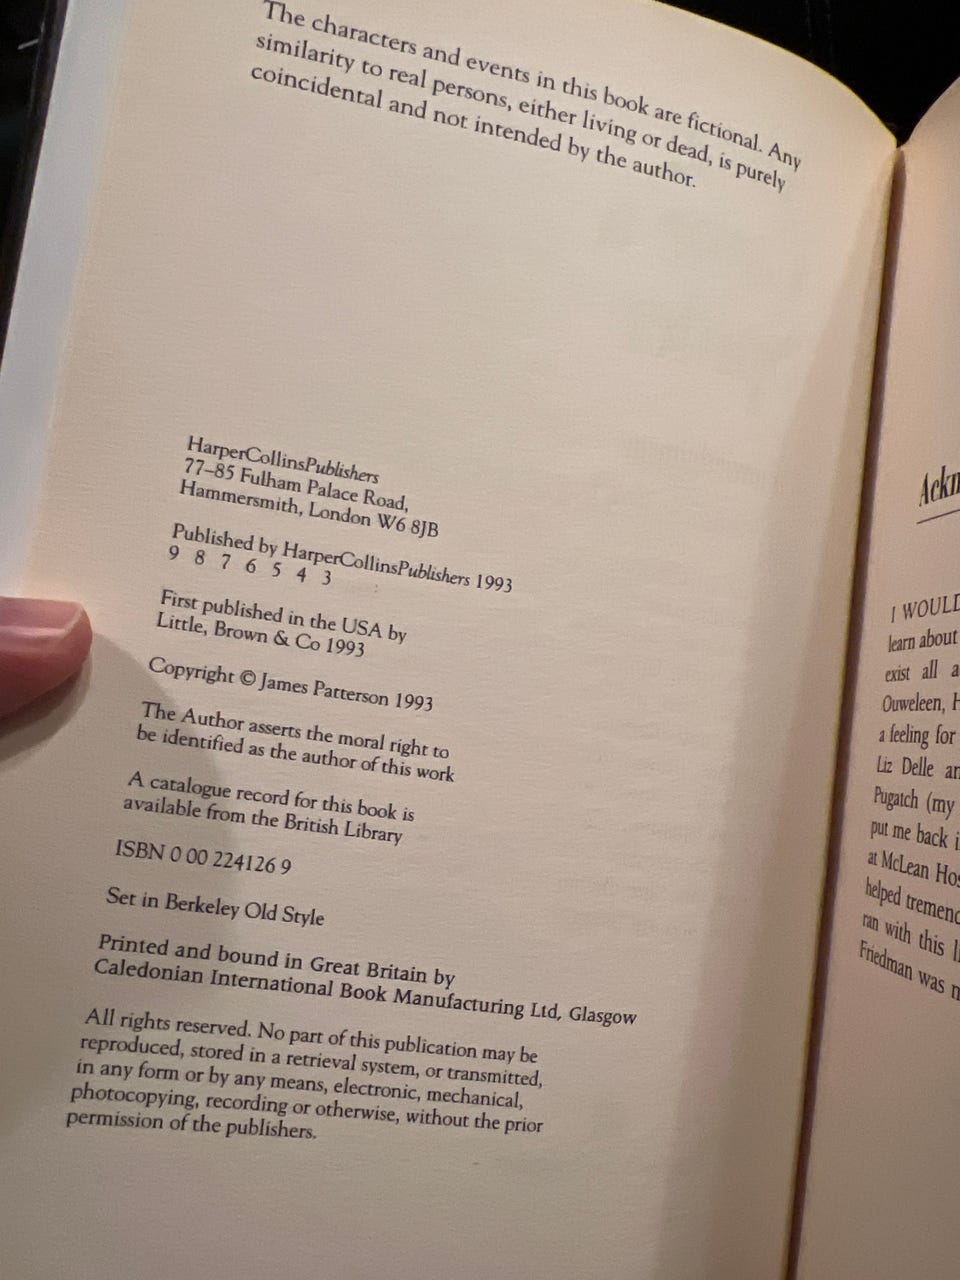 The characters and events in this book are fictional. Any
similarity to real persons, either living or dead, is purely
coincidental and not intended by the author.
HarperCollinsPublishers
77–85 Fulham Palace Road,
Hammersmith, London W6 8JB
Published by HarperCollinsPublishers 1993
9 8 7 6 5 4 3
First published in the USA by
Little, Brown & Co 1993
Copyright © James Patterson 1993
The Author asserts the moral right to
be identified as the author of this work
A catalogue record for this book is
available from the British Library
ISBN 0 00 224126 9
Set in Berkeley Old Style
Printed and bound in Great Britain by
Caledonian International Book Manufacturing Ltd, Glasgow
All rights reserved. No part of this publication may be
reproduced, stored in a retrieval system, or transmitted,
in any form or by any means, electronic, mechanical,
photocopying, recording or otherwise, without the prior
permission of the publishers.
I WOULD
learn about
exist all
Ouweleen,
a feeling for
Liz Delle
Pugatch (my
put me back
at McLean
helped
ran with this
Friedman was